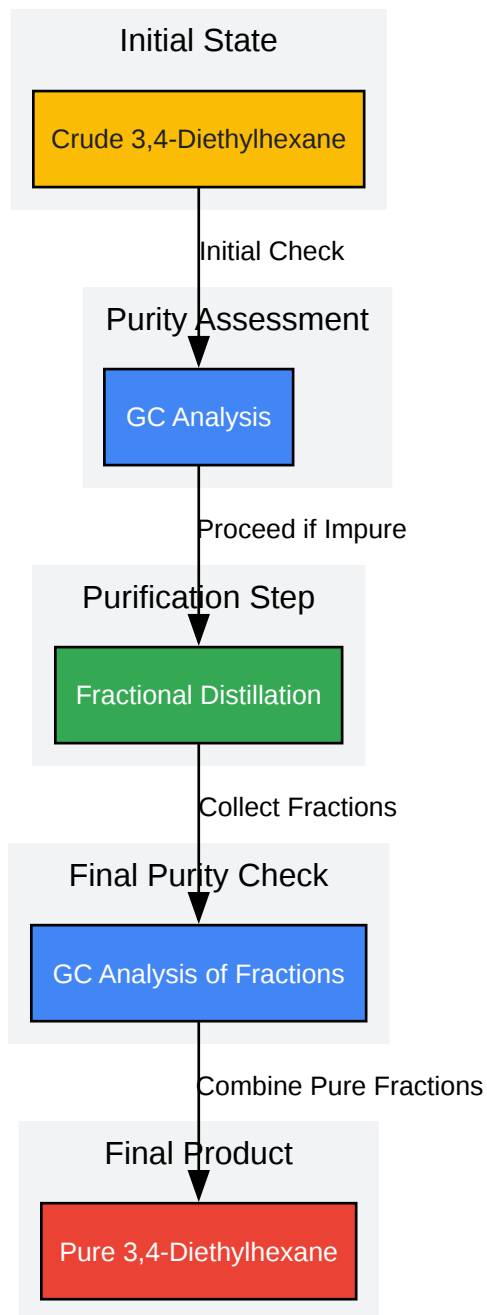 Initial State
Crude 3,4-Diethylhexane
Initial Check
Purity Assessment
GC Analysis
Proceed if Impure
Purification Step
Fractional Distillation
Collect Fractions
Final Purity Check
GC Analysis of Fractions
Combine Pure Fractions
Final Product
Pure 3,4-Diethylhexane